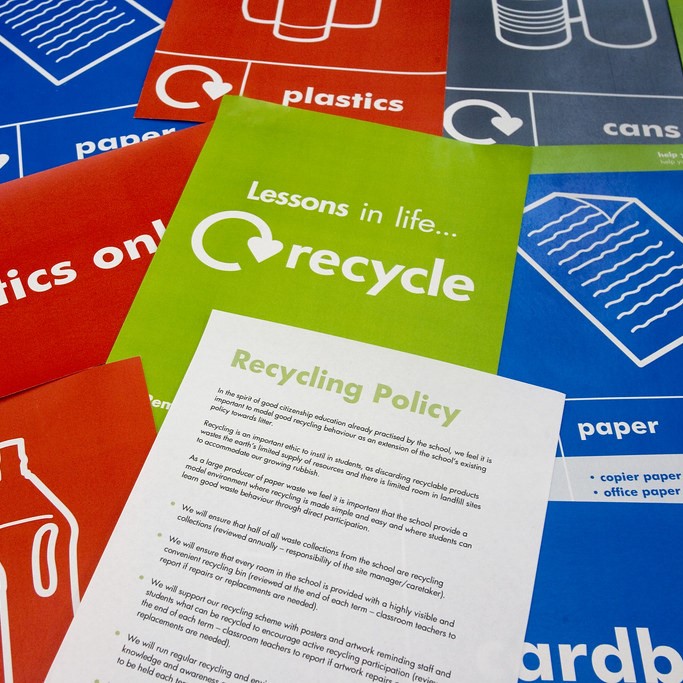 plastics
cans
paper
help
tics onl
Lessons in life...
recycle
Recycling Policy
In the spirit of good citizenship education already practised by the school, we feel it is
important to model good recycling behaviour as an extension of the school's existing
policy towards litter.
Recycling is an important ethic to instil in students, as discarding recyclable products
wastes the earth's limited supply of resources and there is limited room in landfill sites
to accommodate our growing rubbish.
As a large producer of paper waste we feel it is important that the school provide a
model environment where recycling is made simple and easy and where students can
learn good waste behaviour through direct participation.
• We will ensure that half of all waste collections from the school are recycling
collections (reviewed annually – responsibility of the site manager/caretaker).
• We will ensure that every room in the school is provided with a highly visible and
convenient recycling bin (reviewed at the end of each term – classroom teachers to
report if repairs or replacements are needed).
• We will support our recycling scheme with posters and artwork reminding staff and
students what can be recycled to encourage active recycling participation (review
the end of each term – classroom teachers to report if artwork repairs o
replacements are needed).
• We will run regular recycling and envi
knowledge and awareness
to be held each te
paper
• copier paper
• office paper
ardb